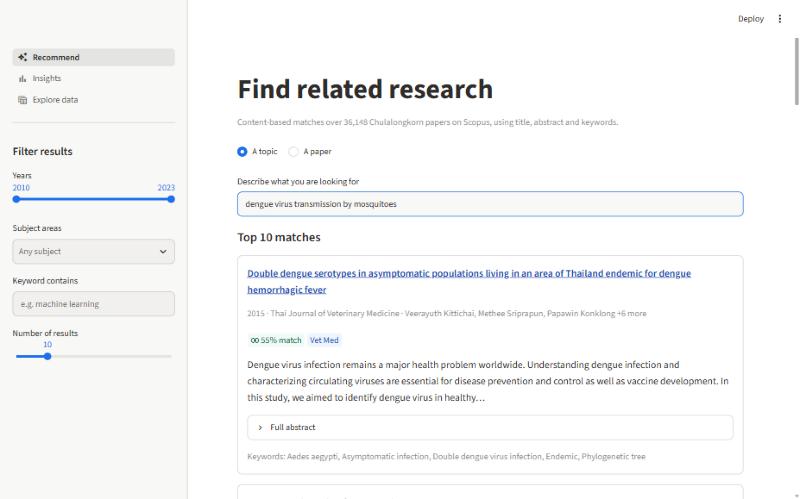 Deploy
Recommend
Insights
Explore data
Filter results
Years
2010 2023
Subject areas
Any subject
Keyword contains
e.g. machine learning
Number of results
10
Find related research
Content-based matches over 36,148 Chulalongkorn papers on Scopus, using title, abstract and keywords.
A topic A paper
Describe what you are looking for
dengue virus transmission by mosquitoes
Top 10 matches
Double dengue serotypes in asymptomatic populations living in an area of Thailand endemic for dengue
hemorrhagic fever
2015 · Thai Journal of Veterinary Medicine · Veerayuth Kittichai, Methee Sriprapun, Papawin Konklong +6 more
55% match Vet Med
Dengue virus infection remains a major health problem worldwide. Understanding dengue infection and
characterizing circulating viruses are essential for disease prevention and control as well as vaccine development. In
this study, we aimed to identify dengue virus in healthy…
Full abstract
Keywords: Aedes aegypti, Asymptomatic infection, Double dengue virus infection, Endemic, Phylogenetic tree